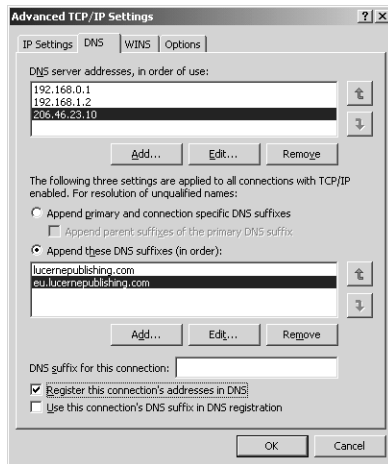 Advanced TCP/IP Settings
IP Settings DNS WINS Options
DNS server addresses, in order of use:
192.168.0.1
192.168.1.2
206.46.23.10
Add... Edit... Remove
The following three settings are applied to all connections with TCP/IP
enabled. For resolution of unqualified names:
Append primary and connection specific DNS suffixes
Append parent suffixes of the primary DNS suffix
Append these DNS suffixes (in order):
lucernepublishing.com
eu.lucernepublishing.com
Add... Edit... Remove
DNS suffix for this connection:
Register this connection's addresses in DNS
Use this connection's DNS suffix in DNS registration
OK Cancel